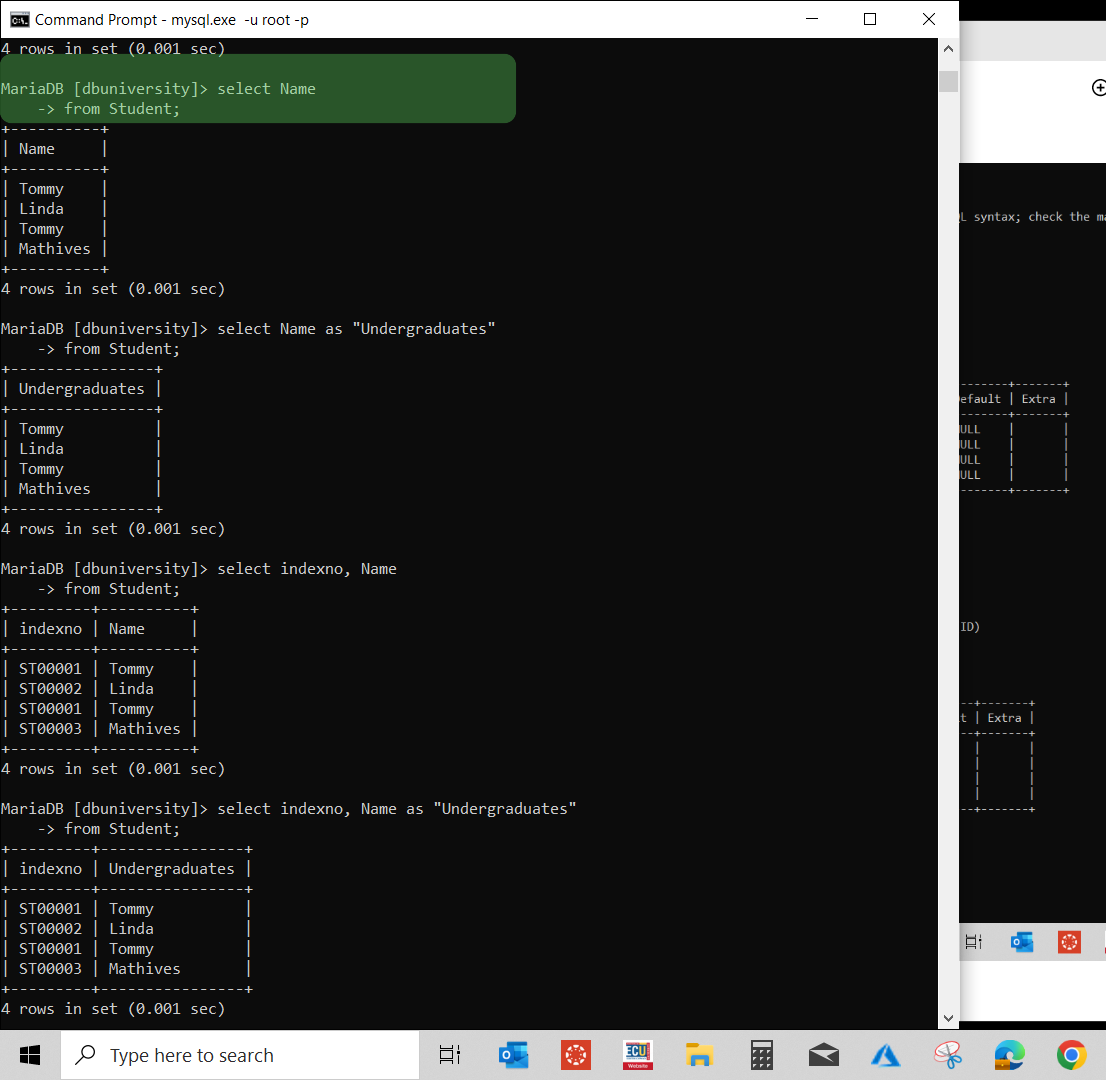 Command Prompt - mysql.exe  -u root -p
4 rows in set (0.001 sec)
MariaDB [dbuniversity]> select Name
    -> from Student;
+----------+
| Name     |
+----------+
| Tommy    |
| Linda    |
| Tommy    |
| Mathives |
+----------+
4 rows in set (0.001 sec)
MariaDB [dbuniversity]> select Name as "Undergraduates"
    -> from Student;
+----------------+
| Undergraduates |
+----------------+
| Tommy          |
| Linda          |
| Tommy          |
| Mathives       |
+----------------+
4 rows in set (0.001 sec)
MariaDB [dbuniversity]> select indexno, Name
    -> from Student;
+---------+----------+
| indexno | Name     |
+---------+----------+
| ST00001 | Tommy    |
| ST00002 | Linda    |
| ST00001 | Tommy    |
| ST00003 | Mathives |
+---------+----------+
4 rows in set (0.001 sec)
MariaDB [dbuniversity]> select indexno, Name as "Undergraduates"
    -> from Student;
+---------+----------------+
| indexno | Undergraduates |
+---------+----------------+
| ST00001 | Tommy          |
| ST00002 | Linda          |
| ST00001 | Tommy          |
| ST00003 | Mathives       |
+---------+----------------+
4 rows in set (0.001 sec)
L syntax; check the ma
-------+-------+
efault | Extra |
-------+-------+
ULL    |       |
ULL    |       |
ULL    |       |
ULL    |       |
-------+-------+
ID)
--+-------+
t | Extra |
--+-------+
  |       |
  |       |
  |       |
  |       |
--+-------+
Type here to search
ECU
Website